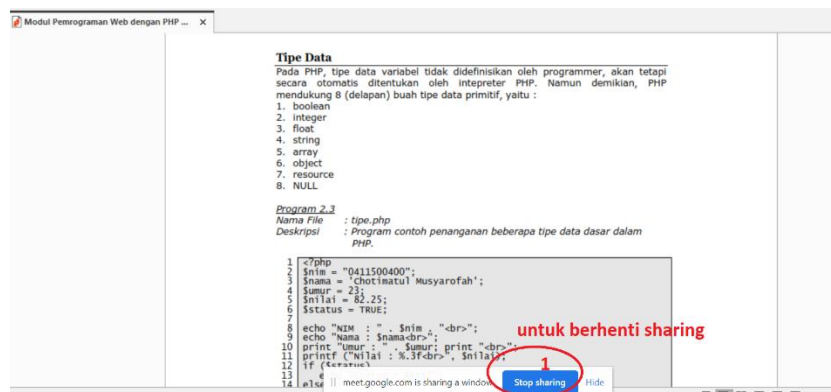 Modul Pemrograman Web dengan PHP ... X
Tipe Data
Pada PHP, tipe data variabel tidak didefinisikan oleh programmer, akan tetapi
secara otomatis ditentukan oleh intepreter PHP. Namun demikian, PHP
mendukung 8 (delapan) buah tipe data primitif, yaitu :
1. boolean
2. integer
3. float
4. string
5. array
6. object
7. resource
8. NULL
Program 2.3
Nama File : tipe.php
Deskripsi : Program contoh penanganan beberapa tipe data dasar dalam
PHP.
1 <?php
2 $nim = "0411500400";
3 $nama = 'Chotimatul Musyarofah';
4 $umur = 23;
5 $nilai = 82.25;
6 $status = TRUE;
7
8 echo "NIM : " . $nim . "<br>";
9 echo "Nama : $nama<br>";
10 print "Umur : " . $umur; print "<br>";
11 printf ("Nilai : %.3f<br>", $nilai);
12 if ($status)
13
14 else
untuk berhenti sharing
1
meet.google.com is sharing a window.
Stop sharing
Hide